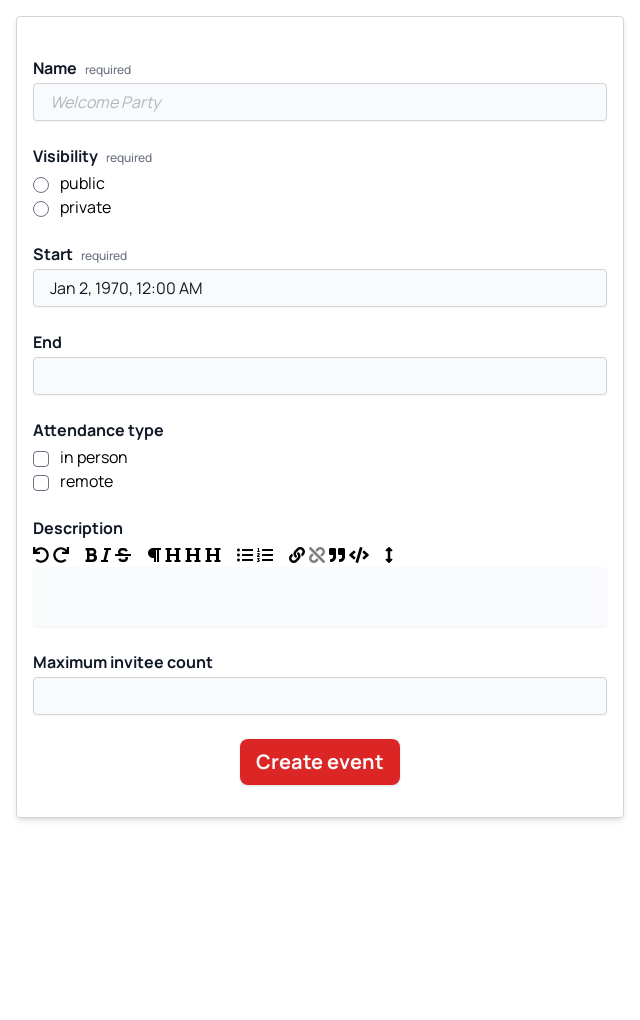 Name required
Welcome Party
Visibility required
public
private
Start required
Jan 2, 1970, 12:00 AM
End
Attendance type
in person
remote
Description
Maximum invitee count
Create event